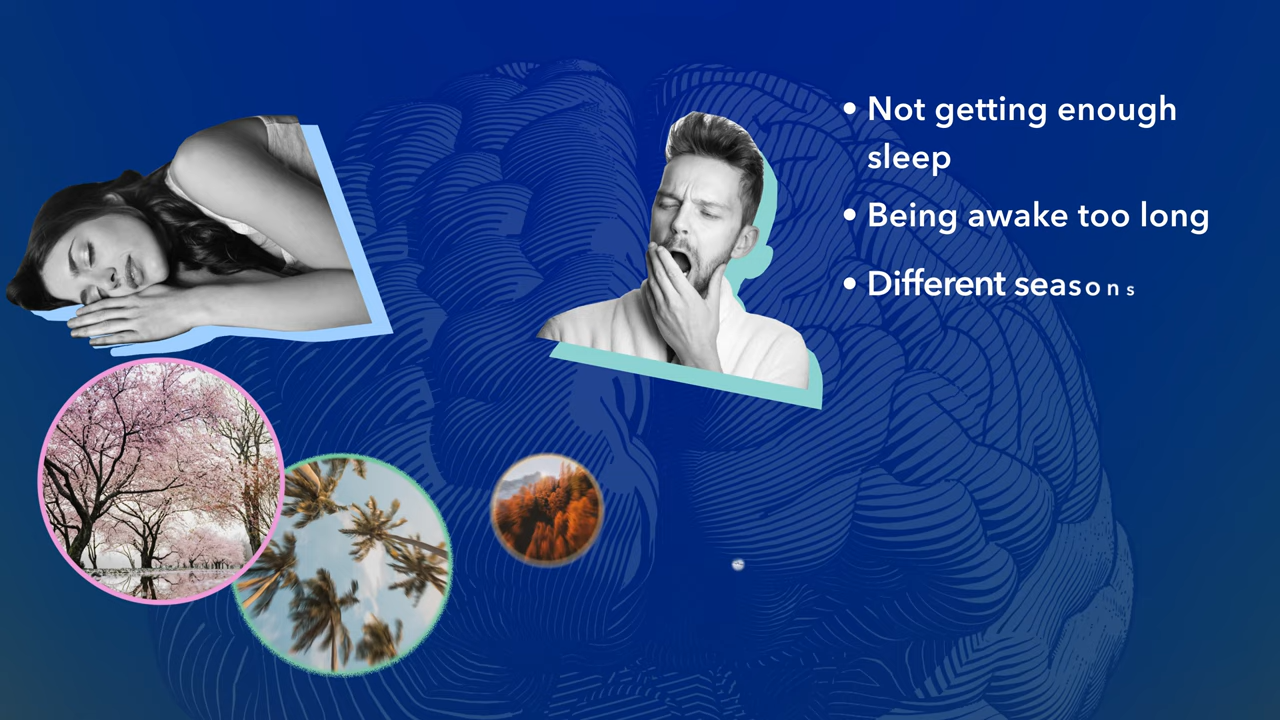 • Not getting enough
sleep
• Being awake too long
• Different seasons